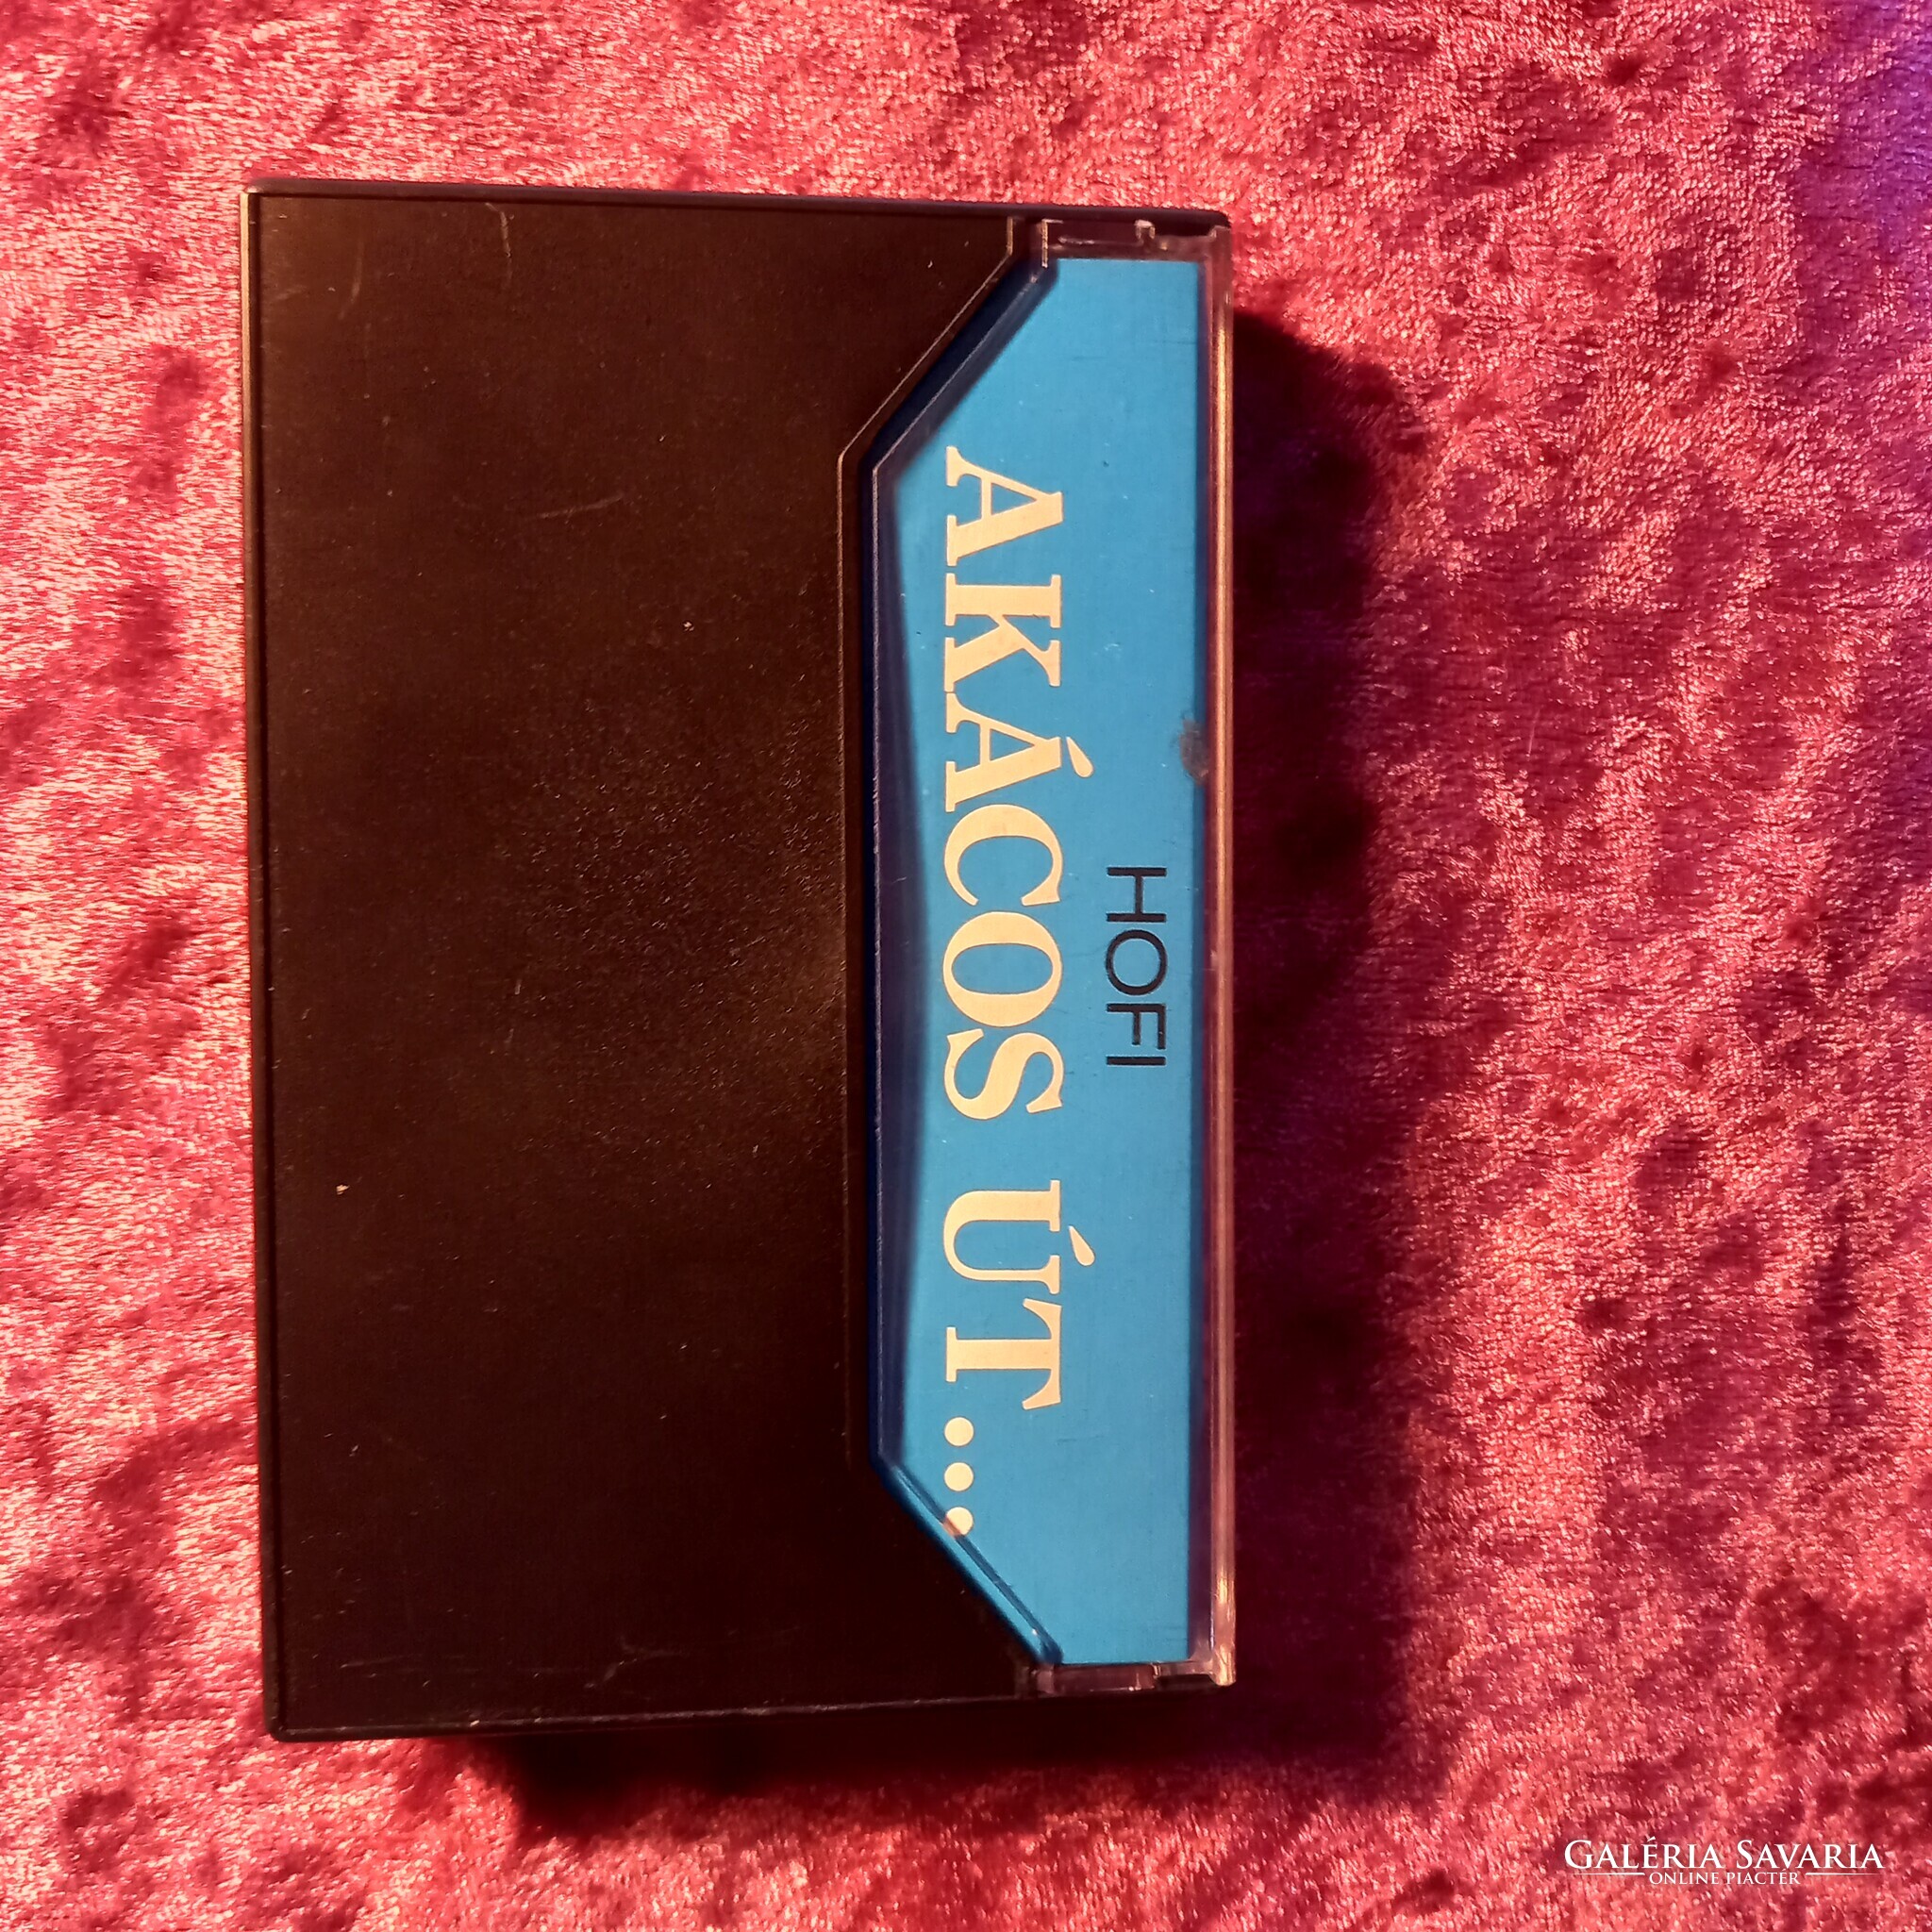 HOFI
AKÁCOS ÚT...
GALÉRIA SAVARIA
ONLINE PIACTÉR